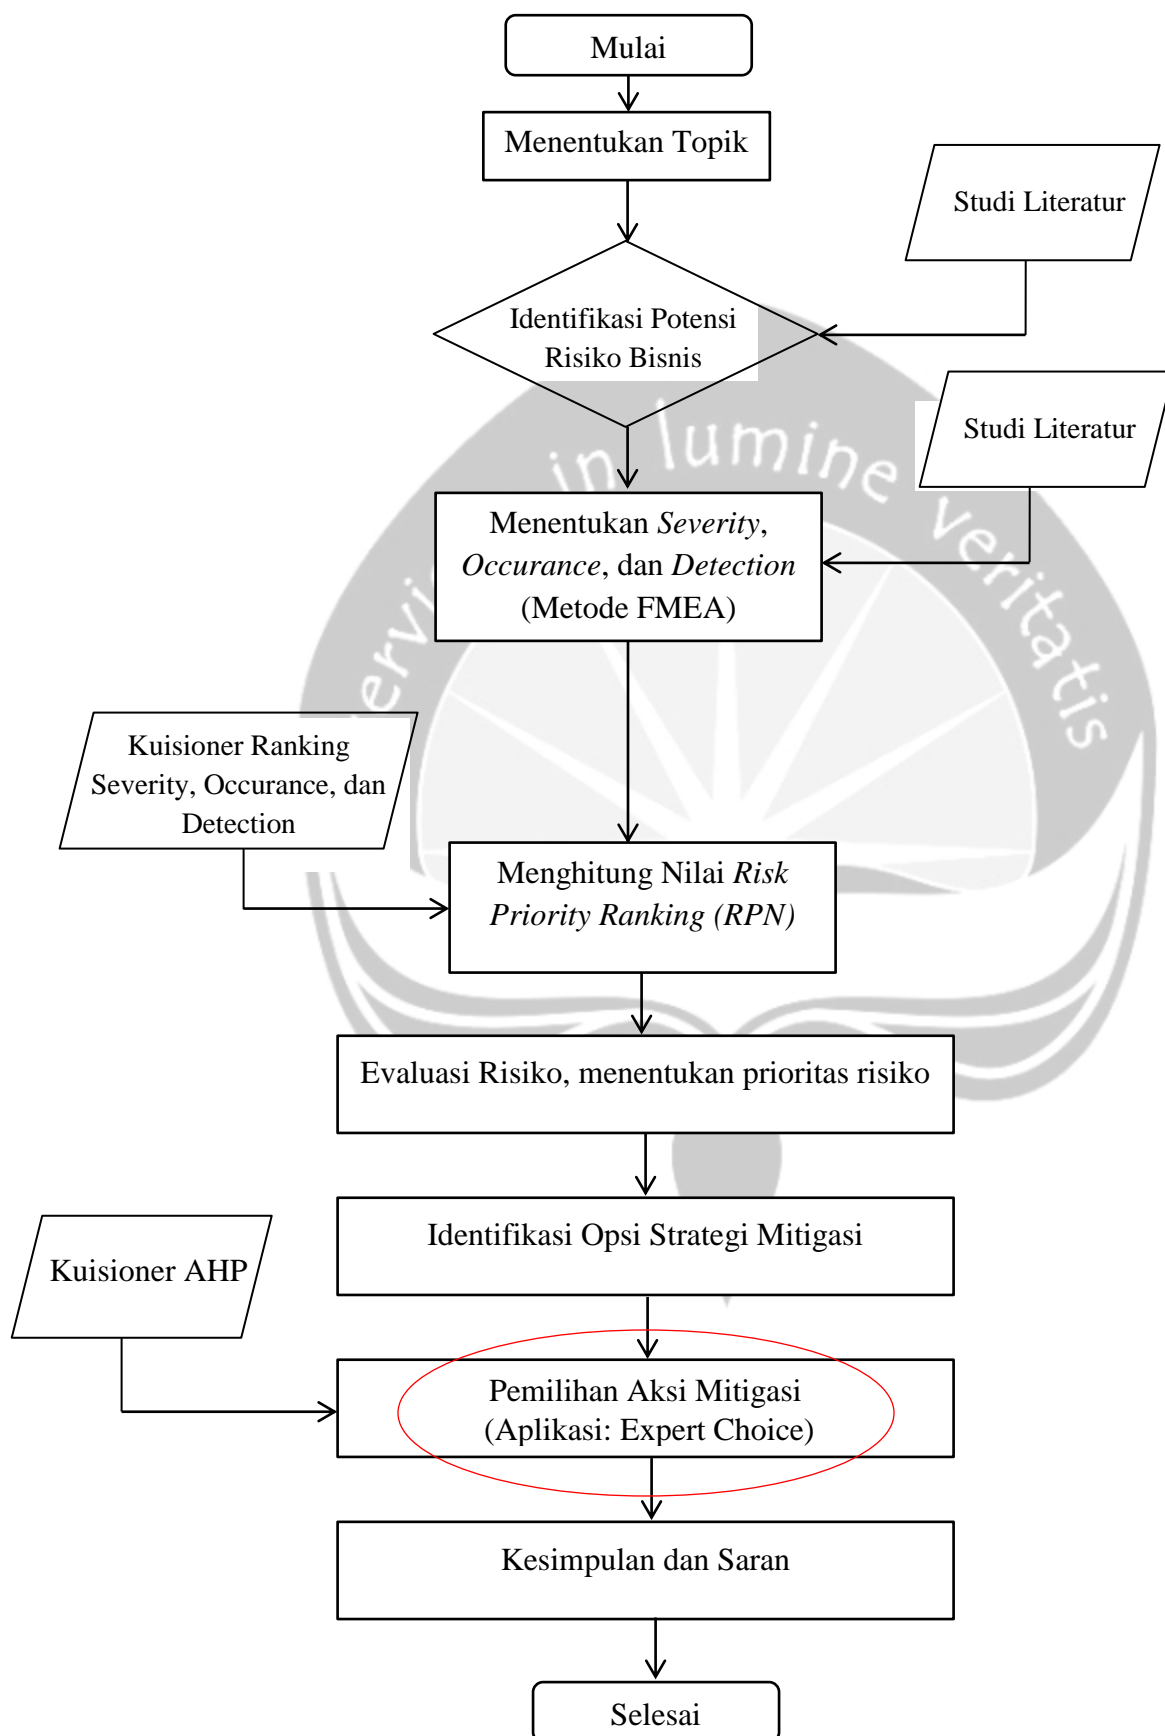 Mulai
Menentukan Topik
Studi Literatur
Identifikasi Potensi
Risiko Bisnis
Studi Literatur
in lumine veritatis
Menentukan Severity,
Occurance, dan Detection
(Metode FMEA)
Kuisioner Ranking
Severity, Occurance, dan
Detection
Menghitung Nilai Risk
Priority Ranking (RPN)
Evaluasi Risiko, menentukan prioritas risiko
Identifikasi Opsi Strategi Mitigasi
Kuisioner AHP
Pemilihan Aksi Mitigasi
(Aplikasi: Expert Choice)
Kesimpulan dan Saran
Selesai